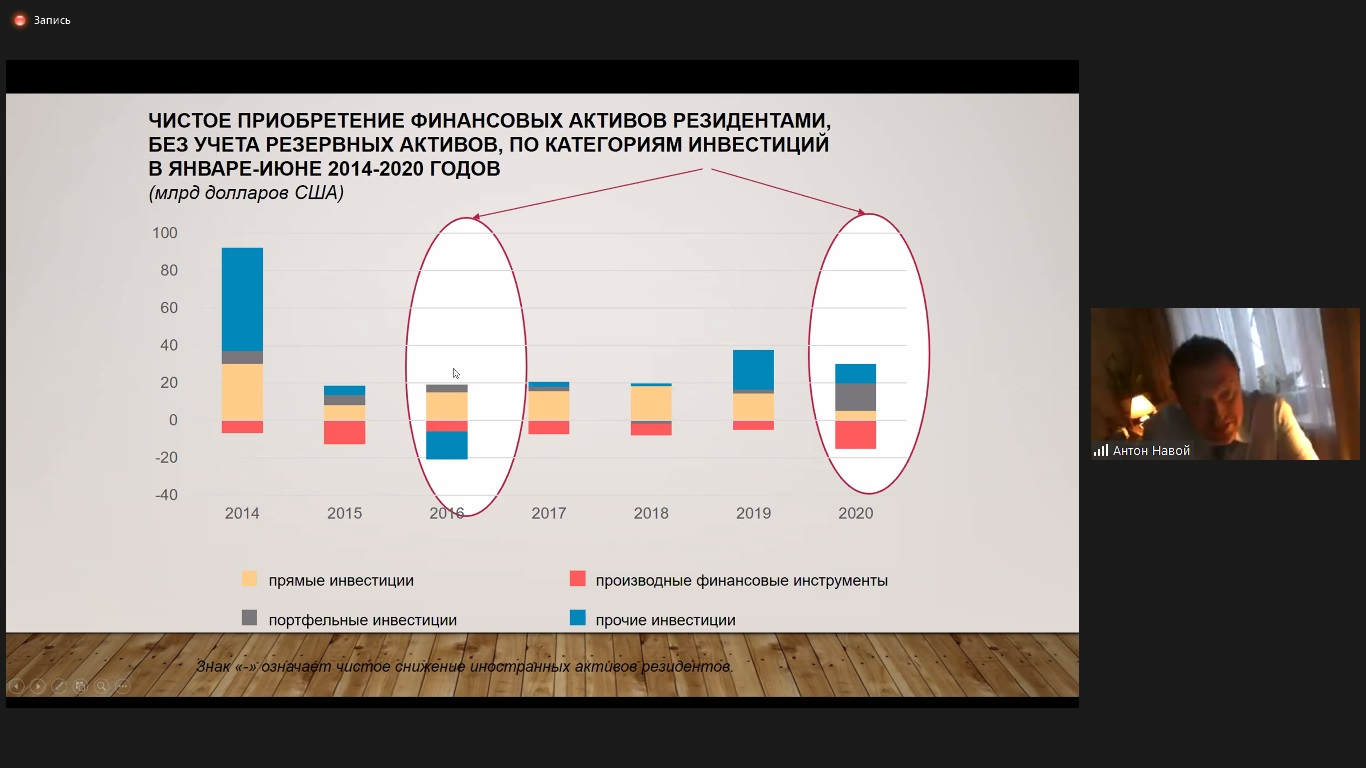 Запись
ЧИСТОЕ ПРИОБРЕТЕНИЕ ФИНАНСОВЫХ АКТИВОВ РЕЗИДЕНТАМИ,
БЕЗ УЧЕТА РЕЗЕРВНЫХ АКТИВОВ, ПО КАТЕГОРИЯМ ИНВЕСТИЦИЙ
В ЯНВАРЕ-ИЮНЕ 2014-2020 ГОДОВ
(млрд долларов США)
100
80
60
40
20
0
-20
-40
2014 2015 2016 2017 2018 2019 2020
прямые инвестиции производные финансовые инструменты
портфельные инвестиции прочие инвестиции
Знак «-» означает чистое снижение иностранных активов резидентов.
Антон Навой